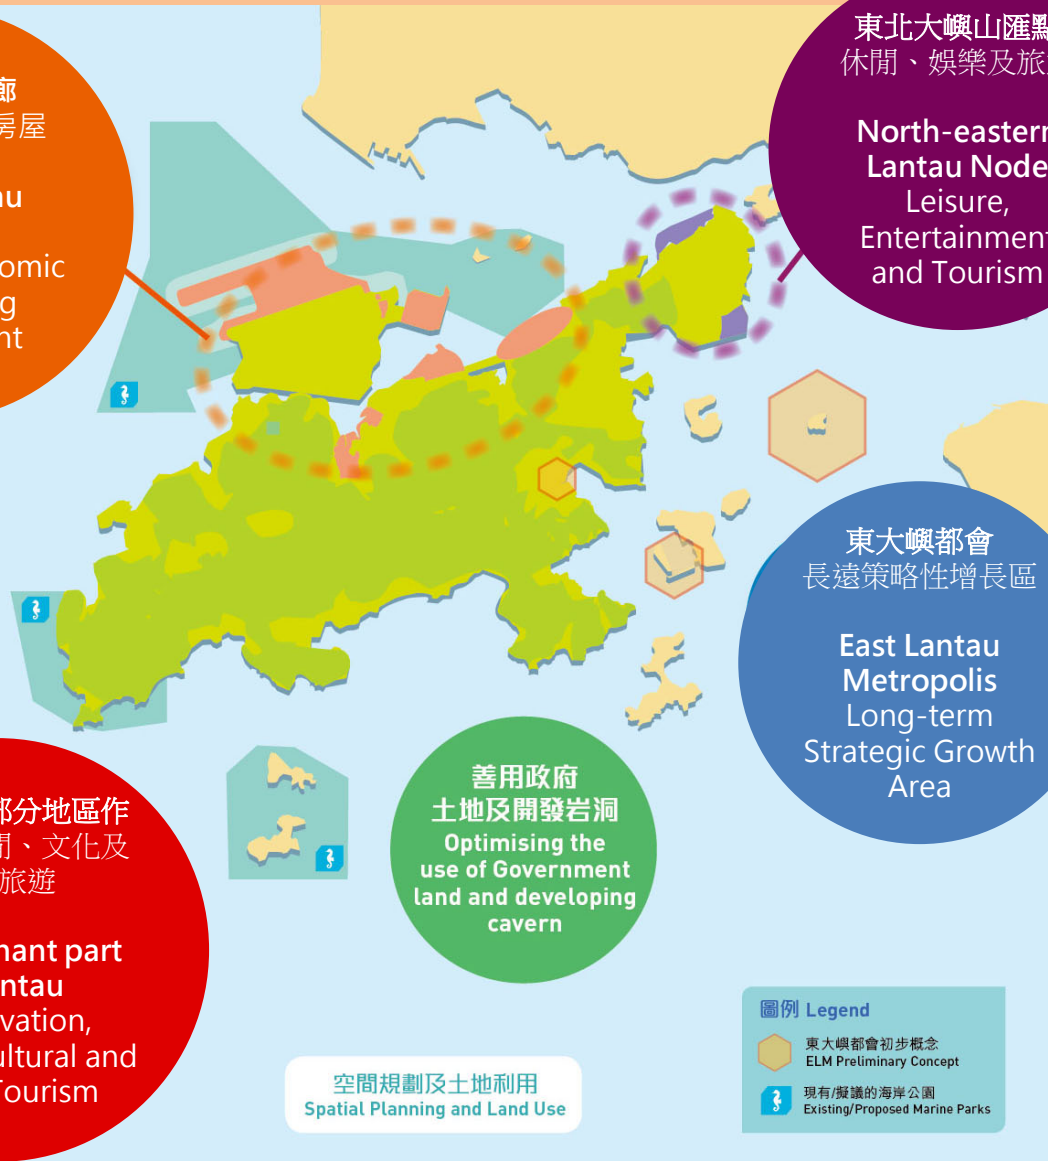 廊
房屋
東北大嶼山匯
休閒、娛樂及旅
North-eastern
Lantau Node
Leisure,
Entertainment
and Tourism
東大嶼都會
長遠策略性增長區
East Lantau
Metropolis
Long-term
Strategic Growth
Area
善用政府
土地及開發岩洞
Optimising the
use of Government
land and developing
cavern
部分地區作
、文化及
旅遊
nant part
ntau
vation,
ultural and
Tourism
圖例 Legend
東大嶼都會初步概念
ELM Preliminary Concept
現有/擬議的海岸公園
Existing/Proposed Marine Parks
空間規劃及土地利用
Spatial Planning and Land Use